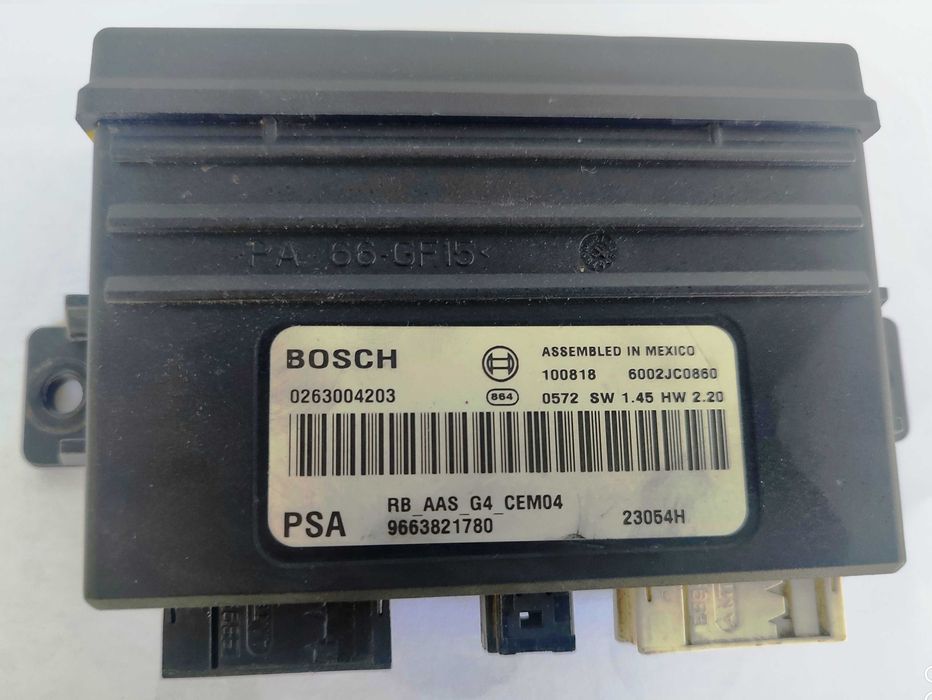 PA 66-GF15<
BOSCH
ASSEMBLED IN MEXICO
100818 6002JC0860
0263004203
864
0572 SW 1.45 HW 2.20
RB_AAS_G4_CEM04
PSA
9663821780
23054H